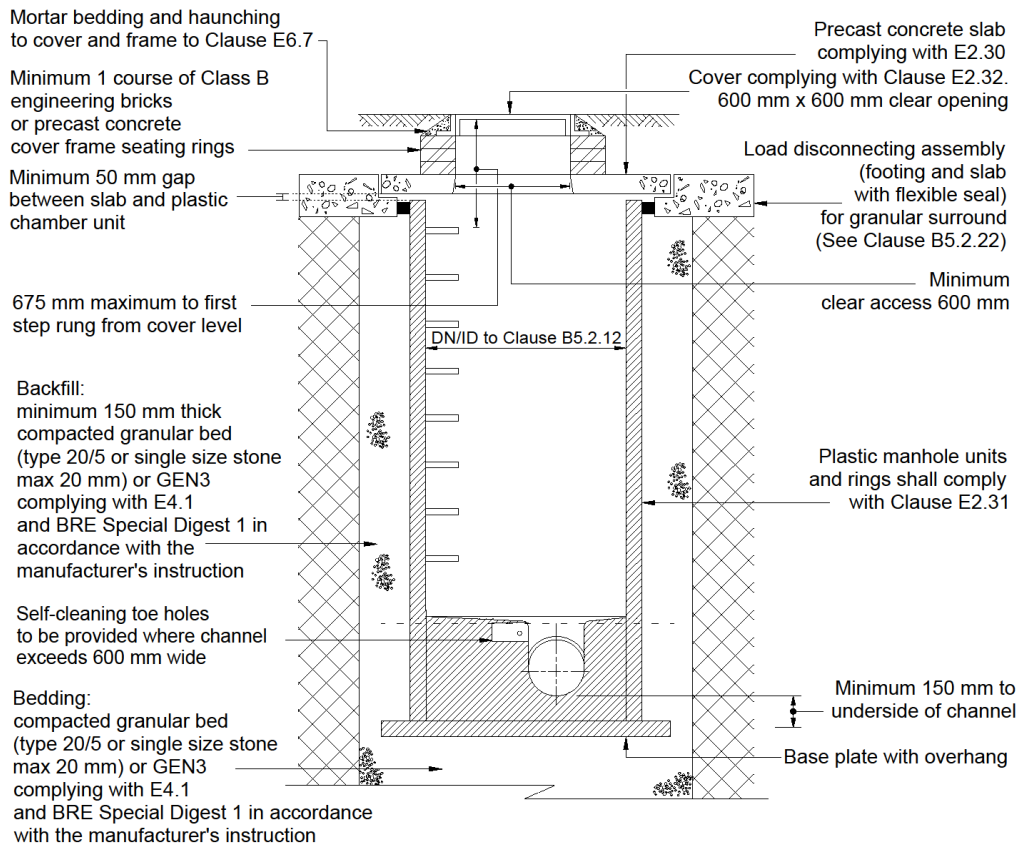 Mortar bedding and haunching
to cover and frame to Clause E6.7
Minimum 1 course of Class B
engineering bricks
or precast concrete
cover frame seating rings
Minimum 50 mm gap
between slab and plastic
chamber unit
675 mm maximum to first
step rung from cover level
Backfill:
minimum 150 mm thick
compacted granular bed
(type 20/5 or single size stone
max 20 mm) or GEN3
complying with E4.1
and BRE Special Digest 1 in
accordance with the
manufacturer's instruction
Self-cleaning toe holes
to be provided where channel
exceeds 600 mm wide
Bedding:
compacted granular bed
(type 20/5 or single size stone
max 20 mm) or GEN3
complying with E4.1
and BRE Special Digest 1 in accordance
with the manufacturer's instruction
DN/ID to Clause B5.2.12
Precast concrete slab
complying with E2.30
Cover complying with Clause E2.32.
600 mm x 600 mm clear opening
Load disconnecting assembly
(footing and slab
with flexible seal)
for granular surround
(See Clause B5.2.22)
Minimum
clear access 600 mm
Plastic manhole units
and rings shall comply
with Clause E2.31
Minimum 150 mm to
underside of channel
Base plate with overhang